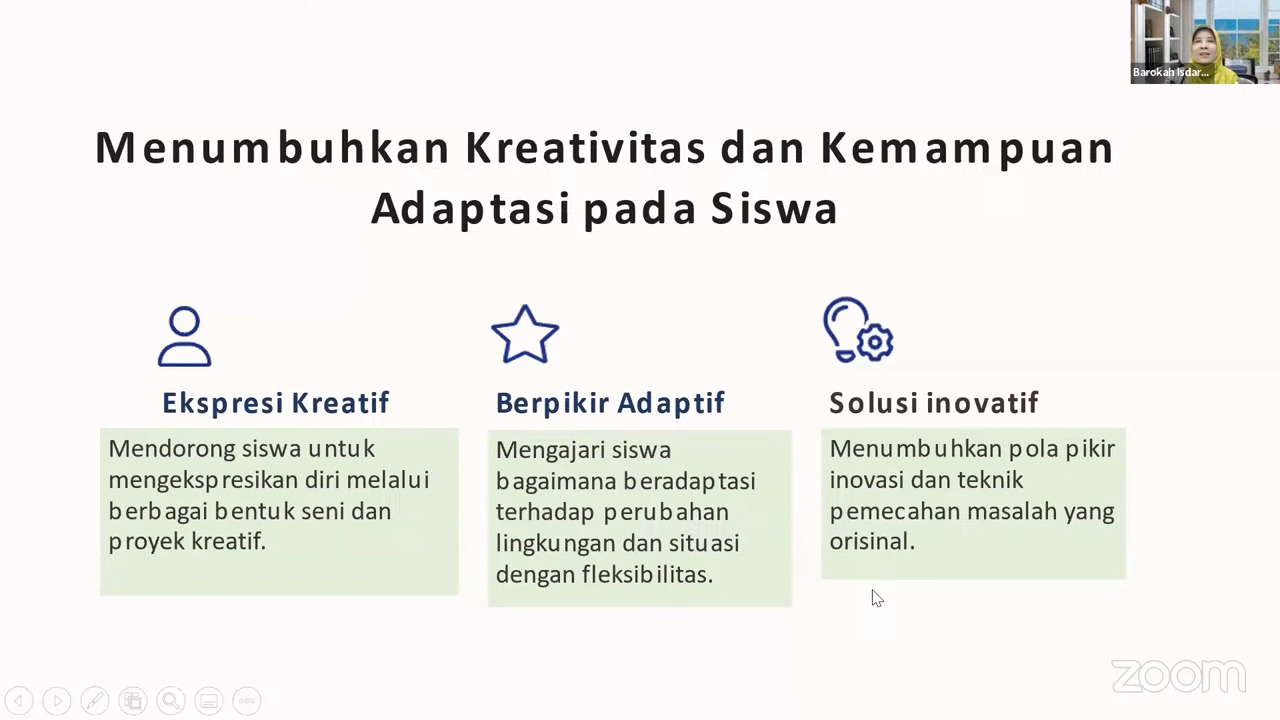 Barokah Isdar...
Menumbuhkan Kreativitas dan Kemampuan
Adaptasi pada Siswa
Ekspresi Kreatif
Mendorong siswa untuk
mengekspresikan diri melalui
berbagai bentuk seni dan
proyek kreatif.
Berpikir Adaptif
Mengajari siswa
bagaimana beradaptasi
terhadap perubahan
lingkungan dan situasi
dengan fleksibilitas.
Solusi inovatif
Menumbuhkan pola pikir
inovasi dan teknik
pemecahan masalah yang
orisinal.
zoom